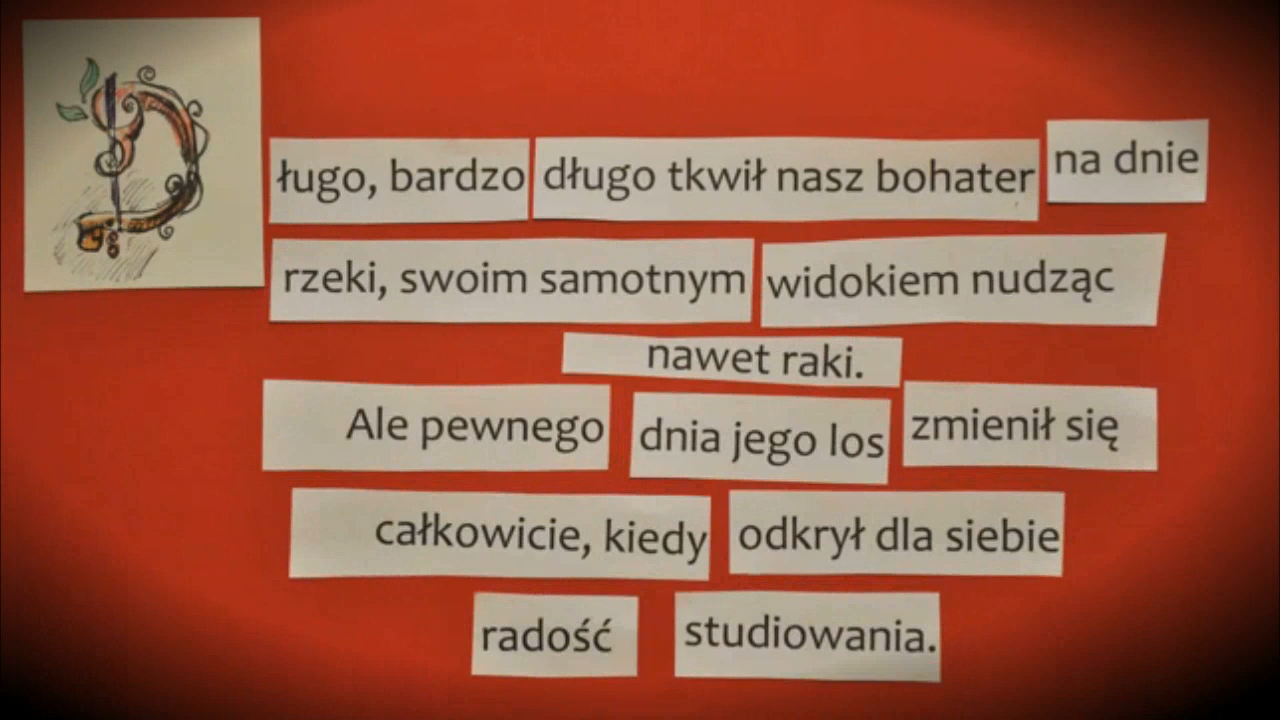 Długo, bardzo długo tkwił nasz bohater na dnie
rzeki, swoim samotnym widokiem nudząc
nawet raki.
Ale pewnego dnia jego los zmienił się
całkowicie, kiedy odkrył dla siebie
radość studiowania.